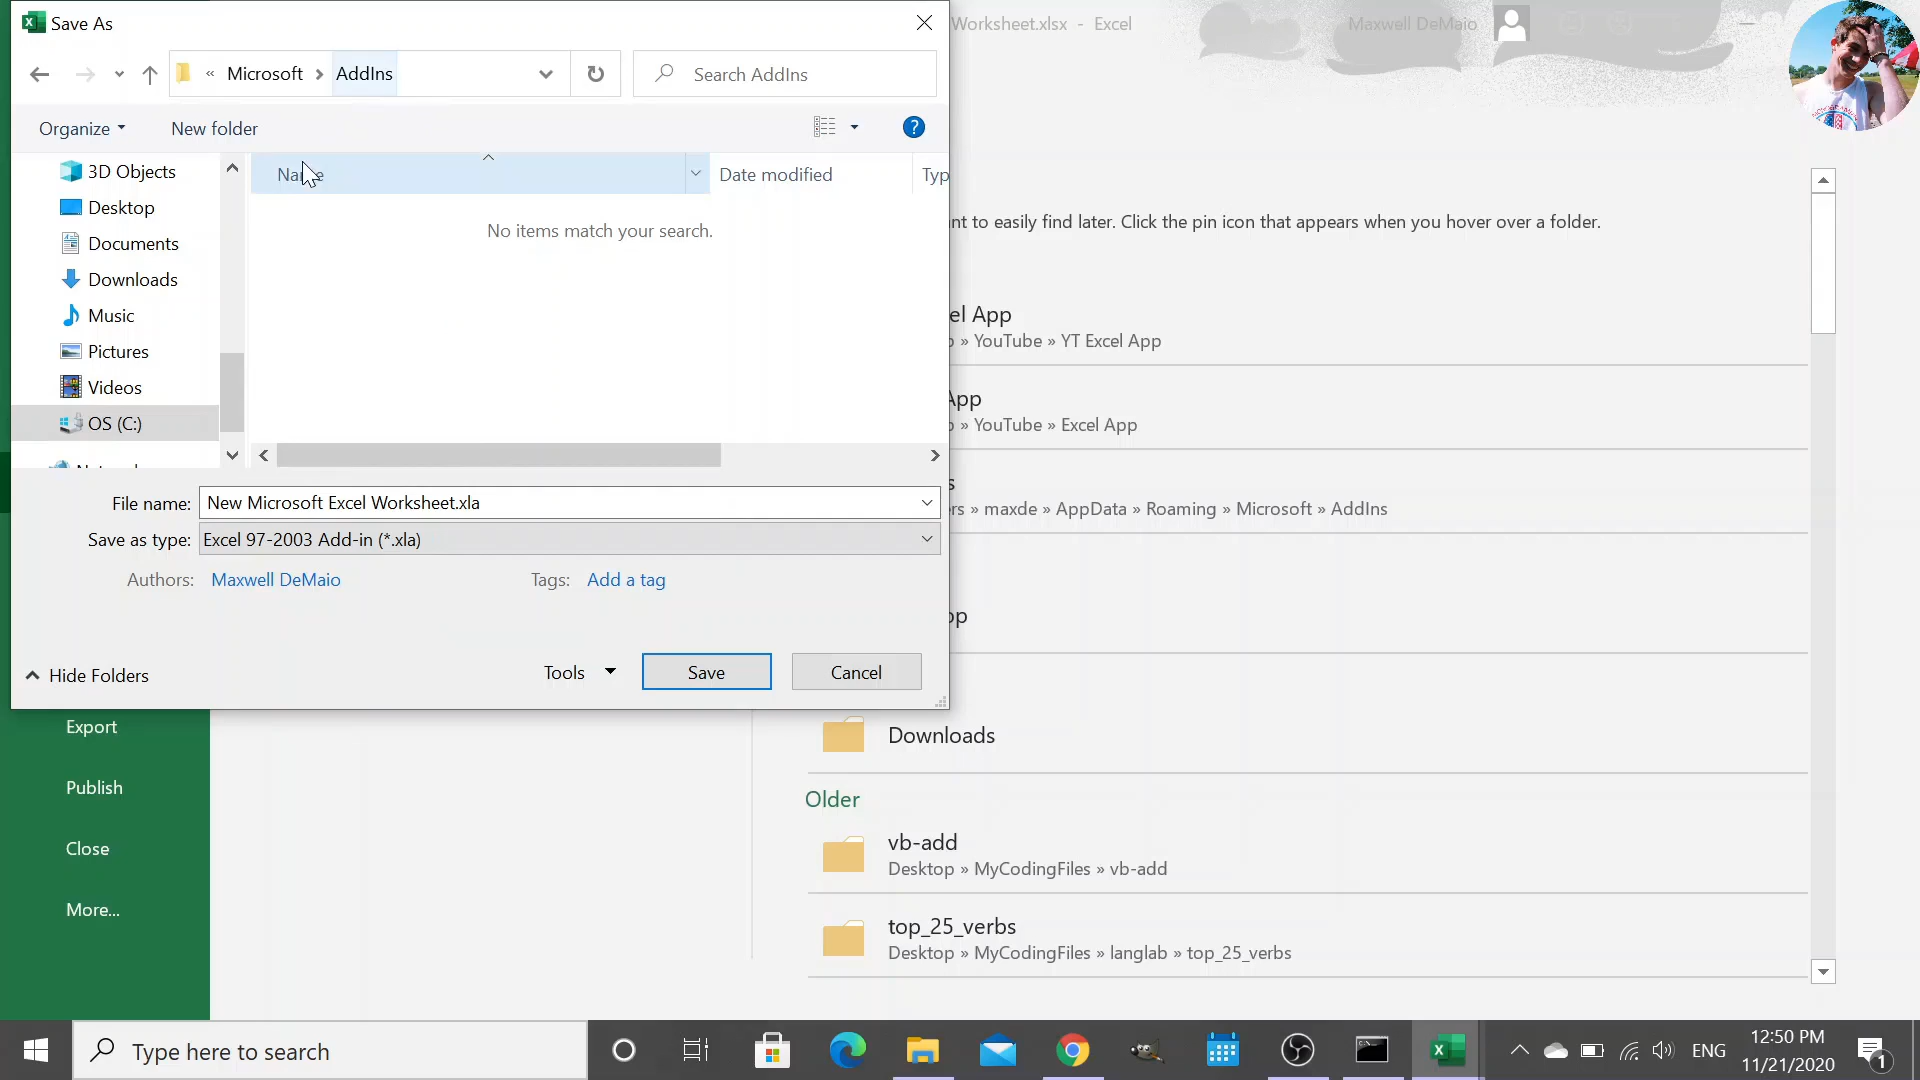 Save As
Worksheet.xlsx - Excel
Maxwell DeMaio
« Microsoft > AddIns
Search AddIns
Organize
New folder
?
Name
Date modified
Typ
No items match your search.
3D Objects
Desktop
Documents
Downloads
Music
Pictures
Videos
OS (C:)
File name: New Microsoft Excel Worksheet.xla
Save as type: Excel 97-2003 Add-in (*.xla)
Authors: Maxwell DeMaio
Tags: Add a tag
Hide Folders
Tools
Save
Cancel
nt to easily find later. Click the pin icon that appears when you hover over a folder.
el App
» YouTube » YT Excel App
App
» YouTube » Excel App
s
rs » maxde » AppData » Roaming » Microsoft » AddIns
pp
Downloads
Older
vb-add
Desktop » MyCodingFiles » vb-add
top_25_verbs
Desktop » MyCodingFiles » langlab » top_25_verbs
Export
Publish
Close
More...
Type here to search
ENG
12:50 PM
11/21/2020
1